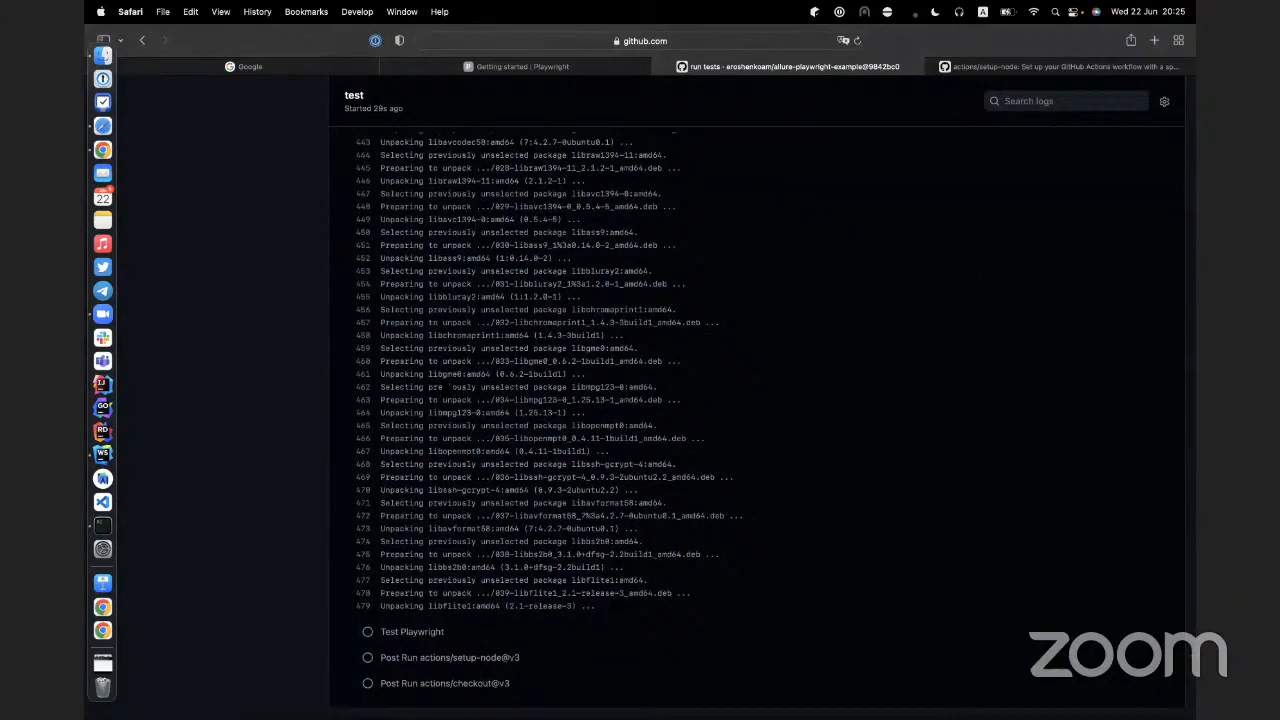 Safari File Edit View History Bookmarks Develop Window Help
A
Wed 22 Jun 20:25
github.com
Google
Getting started | Playwright
run tests · eroshenkoam/allure-playwright-example@9842bc0
actions/setup-node: Set up your GitHub Actions workflow with a sp...
test
Started 29s ago
Search logs
443 Unpacking libavcodec58:amd64 (7:4.2.7-0ubuntu0.1) ...
444 Selecting previously unselected package libraw1394-11:amd64.
445 Preparing to unpack .../028-libraw1394-11_2.1.2-1_amd64.deb ...
446 Unpacking libraw1394-11:amd64 (2.1.2-1) ...
447 Selecting previously unselected package libavc1394-0:amd64.
448 Preparing to unpack .../029-libavc1394-0_0.5.4-5_amd64.deb ...
449 Unpacking libavc1394-0:amd64 (0.5.4-5) ...
450 Selecting previously unselected package libass9:amd64.
451 Preparing to unpack .../030-libass9_1%3a0.14.0-2_amd64.deb ...
452 Unpacking libass9:amd64 (1:0.14.0-2) ...
453 Selecting previously unselected package libbluray2:amd64.
454 Preparing to unpack .../031-libbluray2_1%3a1.2.0-1_amd64.deb ...
455 Unpacking libbluray2:amd64 (1:1.2.0-1) ...
456 Selecting previously unselected package libchromaprint1:amd64.
457 Preparing to unpack .../032-libchromaprint1_1.4.3-3build1_amd64.deb ...
458 Unpacking libchromaprint1:amd64 (1.4.3-3build1) ...
459 Selecting previously unselected package libgme0:amd64.
460 Preparing to unpack .../033-libgme0_0.6.2-1build1_amd64.deb ...
461 Unpacking libgme0:amd64 (0.6.2-1build1) ...
462 Selecting pre ously unselected package libmpg123-0:amd64.
463 Preparing to unpack .../034-libmpg123-0_1.25.13-1_amd64.deb ...
464 Unpacking libmpg123-0:amd64 (1.25.13-1) ...
465 Selecting previously unselected package libopenmpt0:amd64.
466 Preparing to unpack .../035-libopenmpt0_0.4.11-1build1_amd64.deb ...
467 Unpacking libopenmpt0:amd64 (0.4.11-1build1) ...
468 Selecting previously unselected package libssh-gcrypt-4:amd64.
469 Preparing to unpack .../036-libssh-gcrypt-4_0.9.3-2ubuntu2.2_amd64.deb ...
470 Unpacking libssh-gcrypt-4:amd64 (0.9.3-2ubuntu2.2) ...
471 Selecting previously unselected package libavformat58:amd64.
472 Preparing to unpack .../037-libavformat58_7%3a4.2.7-0ubuntu0.1_amd64.deb ...
473 Unpacking libavformat58:amd64 (7:4.2.7-0ubuntu0.1) ...
474 Selecting previously unselected package libbs2b0:amd64.
475 Preparing to unpack .../038-libbs2b0_3.1.0+dfsg-2.2build1_amd64.deb ...
476 Unpacking libbs2b0:amd64 (3.1.0+dfsg-2.2build1) ...
477 Selecting previously unselected package libflite1:amd64.
478 Preparing to unpack .../039-libflite1_2.1-release-3_amd64.deb ...
479 Unpacking libflite1:amd64 (2.1-release-3) ...
Test Playwright
Post Run actions/setup-node@v3
Post Run actions/checkout@v3
22
IJ
GO
RD
WS
zoom